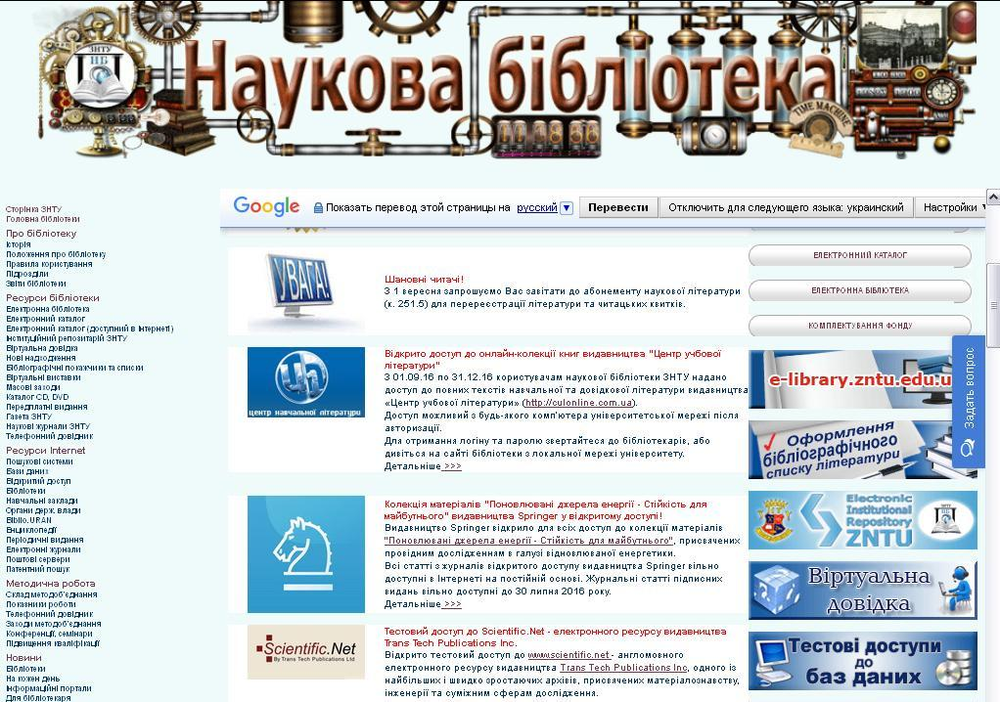 ЗНТУ
НБ
Наукова бібліотека
TIME MACHINE
Сторінка ЗНТУ
Головна бібліотеки
Про бібліотеку
Історія
Положення про бібліотеку
Правила користування
Підрозділи
Звіти бібліотеки
Ресурси бібліотеки
Електронна бібліотека
Електронний каталог
Електронний каталог (доступний в Інтернеті)
Інституційний репозитарій ЗНТУ
Віртуальна довідка
Нові надходження
Бібліографічні покажчики та списки
Віртуальні виставки
Масові заходи
Каталог CD, DVD
Передплатні видання
Газета ЗНТУ
Наукові журнали ЗНТУ
Телефонний довідник
Ресурси Internet
Пошукові системи
Бази даних
Відкритий доступ
Бібліотеки
Навчальні заклади
Органи держ. влади
Biblio.URAN
Енциклопедії
Періодичні видання
Електронні журнали
Поштові сервери
Патентний пошук
Методична робота
Склад методоб'єднання
Показники роботи
Телефонний довідник
Заходи методоб'єднання
Конференції, семінари
Підвищення кваліфікації
Новини
Бібліотеки
На кожен день
Інформаційні портали
Для бібліотекаря
Google Показать перевод этой страницы на русский Перевести Отключить для следующего языка: украинский Настройки
УВАГА!
Шановні читачі!
З 1 вересня запрошуємо Вас завітати до абонементу наукової літератури
(к. 251.5) для перереєстрації літератури та читацьких квитків.
центр навчальної літератури
Відкрито доступ до онлайн-колекції книг видавництва "Центр учбової
літератури"
З 01.09.16 по 31.12.16 користувачам наукової бібліотеки ЗНТУ надано
доступ до повних текстів навчальної та довідкової літератури видавництва
«Центр учбової літератури» (http://culonline.com.ua).
Доступ можливий з будь-якого комп'ютера університетської мережі після
авторизації.
Для отримання логіну та паролю звертайтеся до бібліотекарів, або
дивіться на сайті бібліотеки з локальної мережі університету.
Детальніше >>>
Колекція матеріалів "Поновлювані джерела енергії - Стійкість для
майбутнього" видавництва Springer у відкритому доступі!
Видавництво Springer відкрило для всіх доступ до колекції матеріалів
"Поновлювані джерела енергії - Стійкість для майбутнього", присвячених
провідним дослідженням в галузі відновлюваної енергетики.
Всі статті з журналів відкритого доступу видавництва Springer вільно
доступні в Інтернеті на постійній основі. Журнальні статті підписних
видань вільно доступні до 30 липня 2016 року.
Детальніше >>>
Scientific.Net
By Trans Tech Publications Ltd
Тестовий доступ до Scientific.Net - електронного ресурсу видавництва
Trans Tech Publications Inc.
Відкрито тестовий доступ до www.scientific.net - англомовного
електронного ресурсу видавництва Trans Tech Publications Inc, одного із
найбільших і швидко зростаючих архівів, присвячених матеріалознавству,
інженерії та суміжним сферам дослідження.
ЕЛЕКТРОННИЙ КАТАЛОГ
ЕЛЕКТРОННА БІБЛІОТЕКА
КОМПЛЕКТУВАННЯ ФОНДУ
e-library.zntu.edu.u
Оформлення
бібліографічного
списку літератури
Electronic
Institutional
Repository
ZNTU
Віртуальна
довідка
Тестові доступи
до
баз даних
Задать вопрос